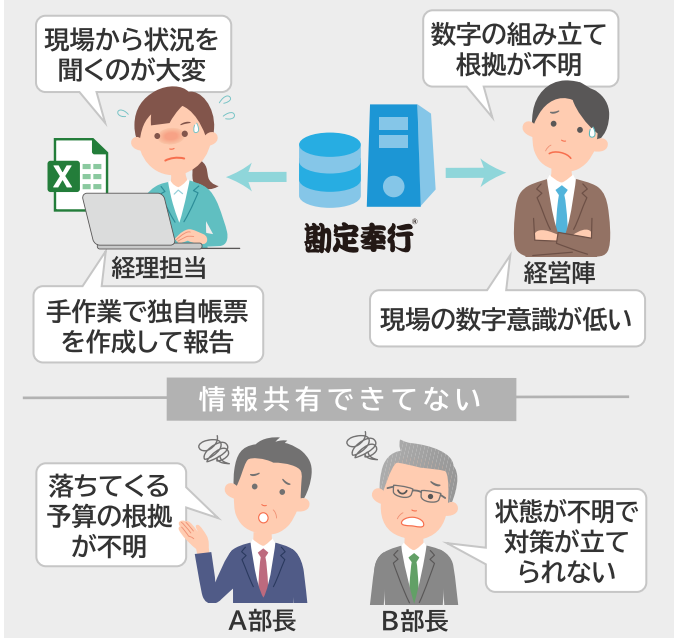 現場から状況を
聞くのが大変
数字の組み立て
根拠が不明
X
勘定奉行®
経理担当
経営陣
手作業で独自帳票
を作成して報告
現場の数字意識が低い
情報共有できてない
落ちてくる
予算の根拠
が不明
状態が不明で
対策が立て
られない
A部長
B部長